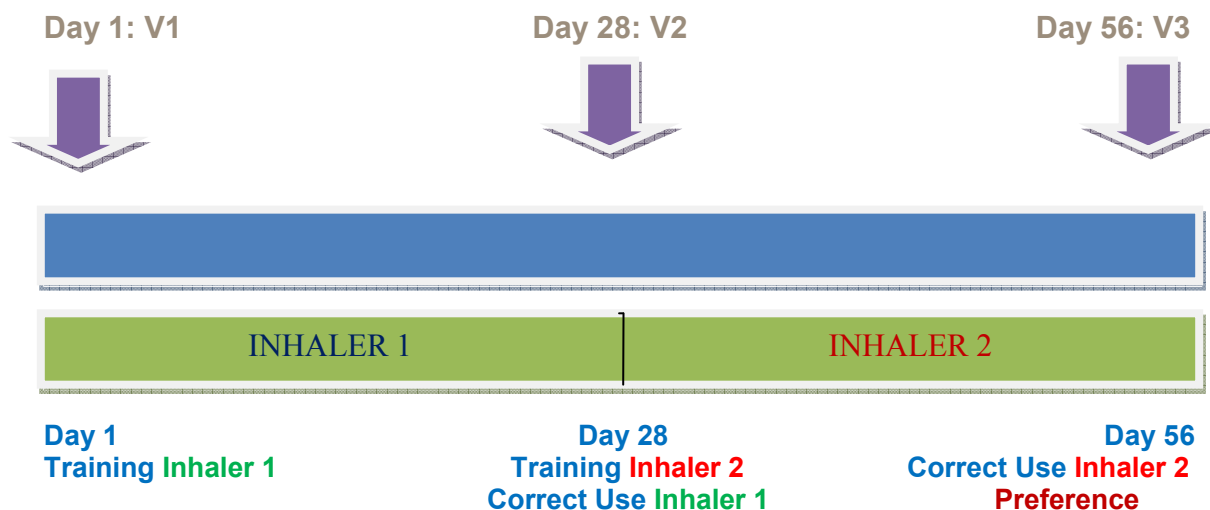 Day 1: V1 Day 28: V2 Day 56: V3
INHALER 1 INHALER 2
Day 1 Day 28 Day 56
Training Inhaler 1 Training Inhaler 2 Correct Use Inhaler 2
Correct Use Inhaler 1 Preference